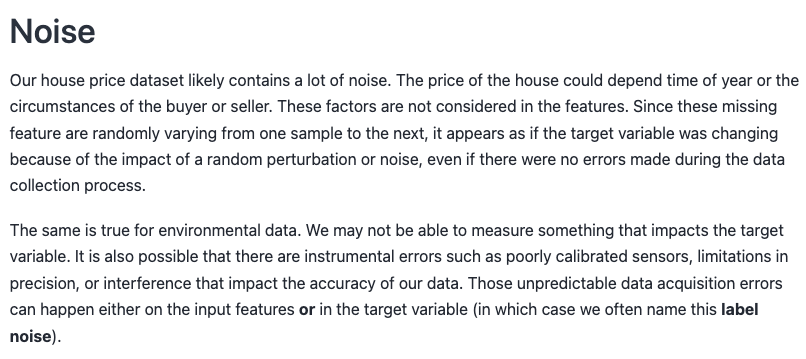 Noise
Our house price dataset likely contains a lot of noise. The price of the house could depend time of year or the
circumstances of the buyer or seller. These factors are not considered in the features. Since these missing
feature are randomly varying from one sample to the next, it appears as if the target variable was changing
because of the impact of a random perturbation or noise, even if there were no errors made during the data
collection process.
The same is true for environmental data. We may not be able to measure something that impacts the target
variable. It is also possible that there are instrumental errors such as poorly calibrated sensors, limitations in
precision, or interference that impact the accuracy of our data. Those unpredictable data acquisition errors
can happen either on the input features or in the target variable (in which case we often name this label
noise).